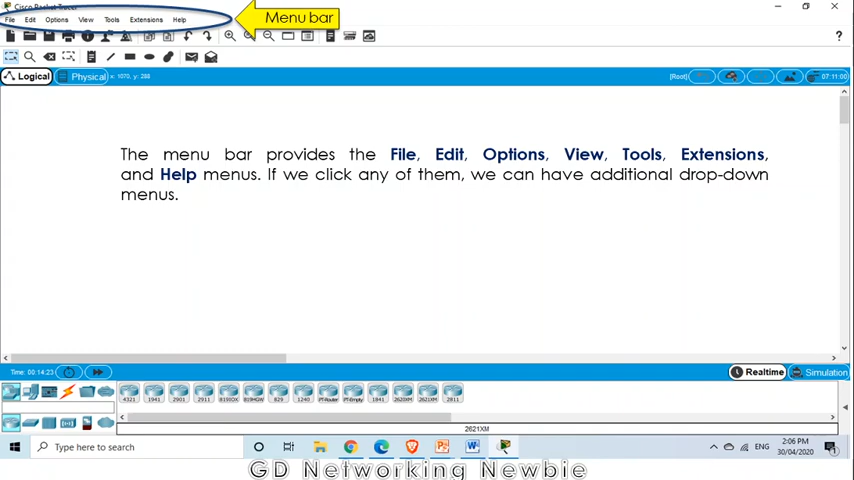 Cisco Packet Tracer
File Edit Options View Tools Extensions Help
Menu bar
?
Logical Physical x: 1070, y: 288 [Root] 07:11:00
The menu bar provides the File, Edit, Options, View, Tools, Extensions,
and Help menus. If we click any of them, we can have additional drop-down
menus.
Time: 00:14:23 Realtime Simulation
4321 1941 2901 2911 819IOX 819HGW 829 1240 PT-Router PT-Empty 1841 2620XM 2621XM 2811
2621XM
Type here to search
ENG
2:06 PM
30/04/2020
GD Networking Newbie